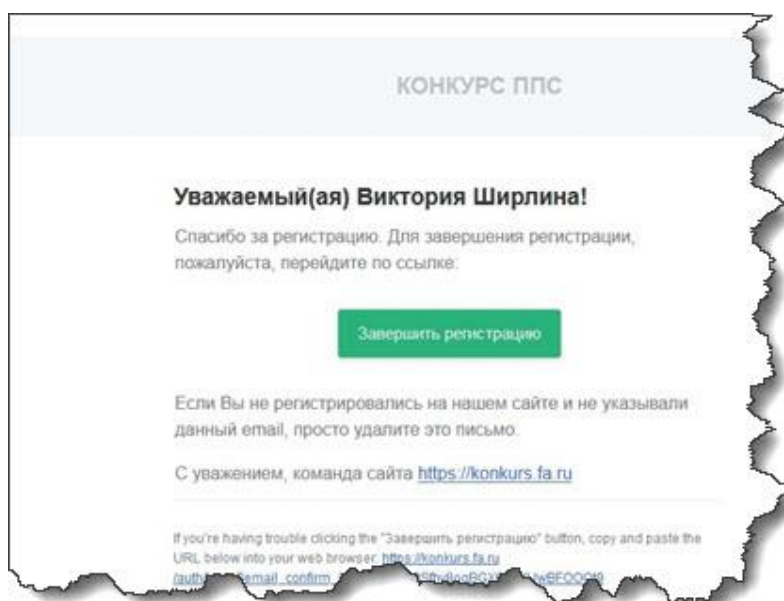 КОНКУРС ППС
Уважаемый(ая) Виктория Ширлина!
Спасибо за регистрацию. Для завершения регистрации,
пожалуйста, перейдите по ссылке:
Завершить регистрацию
Если Вы не регистрировались на нашем сайте и не указывали
данный email, просто удалите это письмо.
С уважением, команда сайта https://konkurs.fa.ru
If you're having trouble clicking the "Завершить регистрацию" button, copy and paste the
URL below into your web browser: https://konkurs.fa.ru
email_confirm